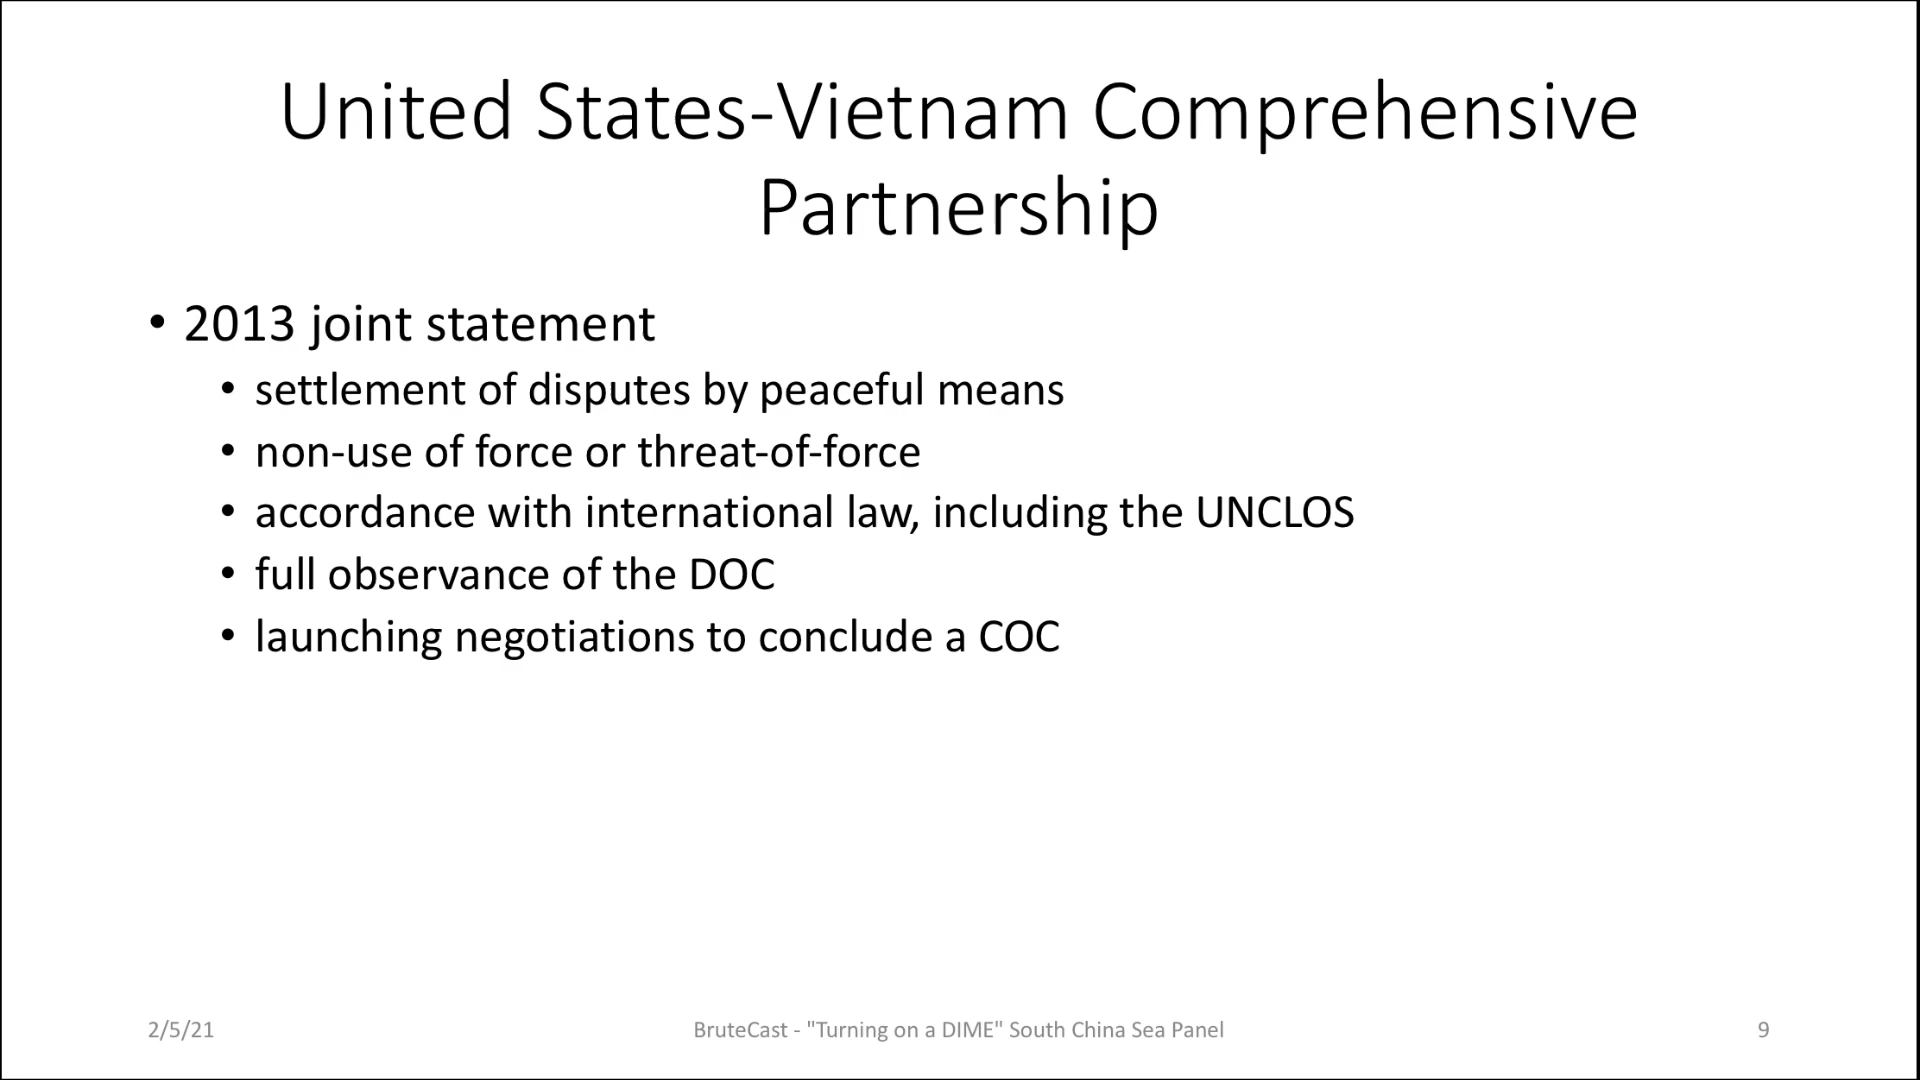 United States-Vietnam Comprehensive
Partnership
• 2013 joint statement
• settlement of disputes by peaceful means
• non-use of force or threat-of-force
• accordance with international law, including the UNCLOS
• full observance of the DOC
• launching negotiations to conclude a COC
2/5/21
BruteCast - "Turning on a DIME" South China Sea Panel
9